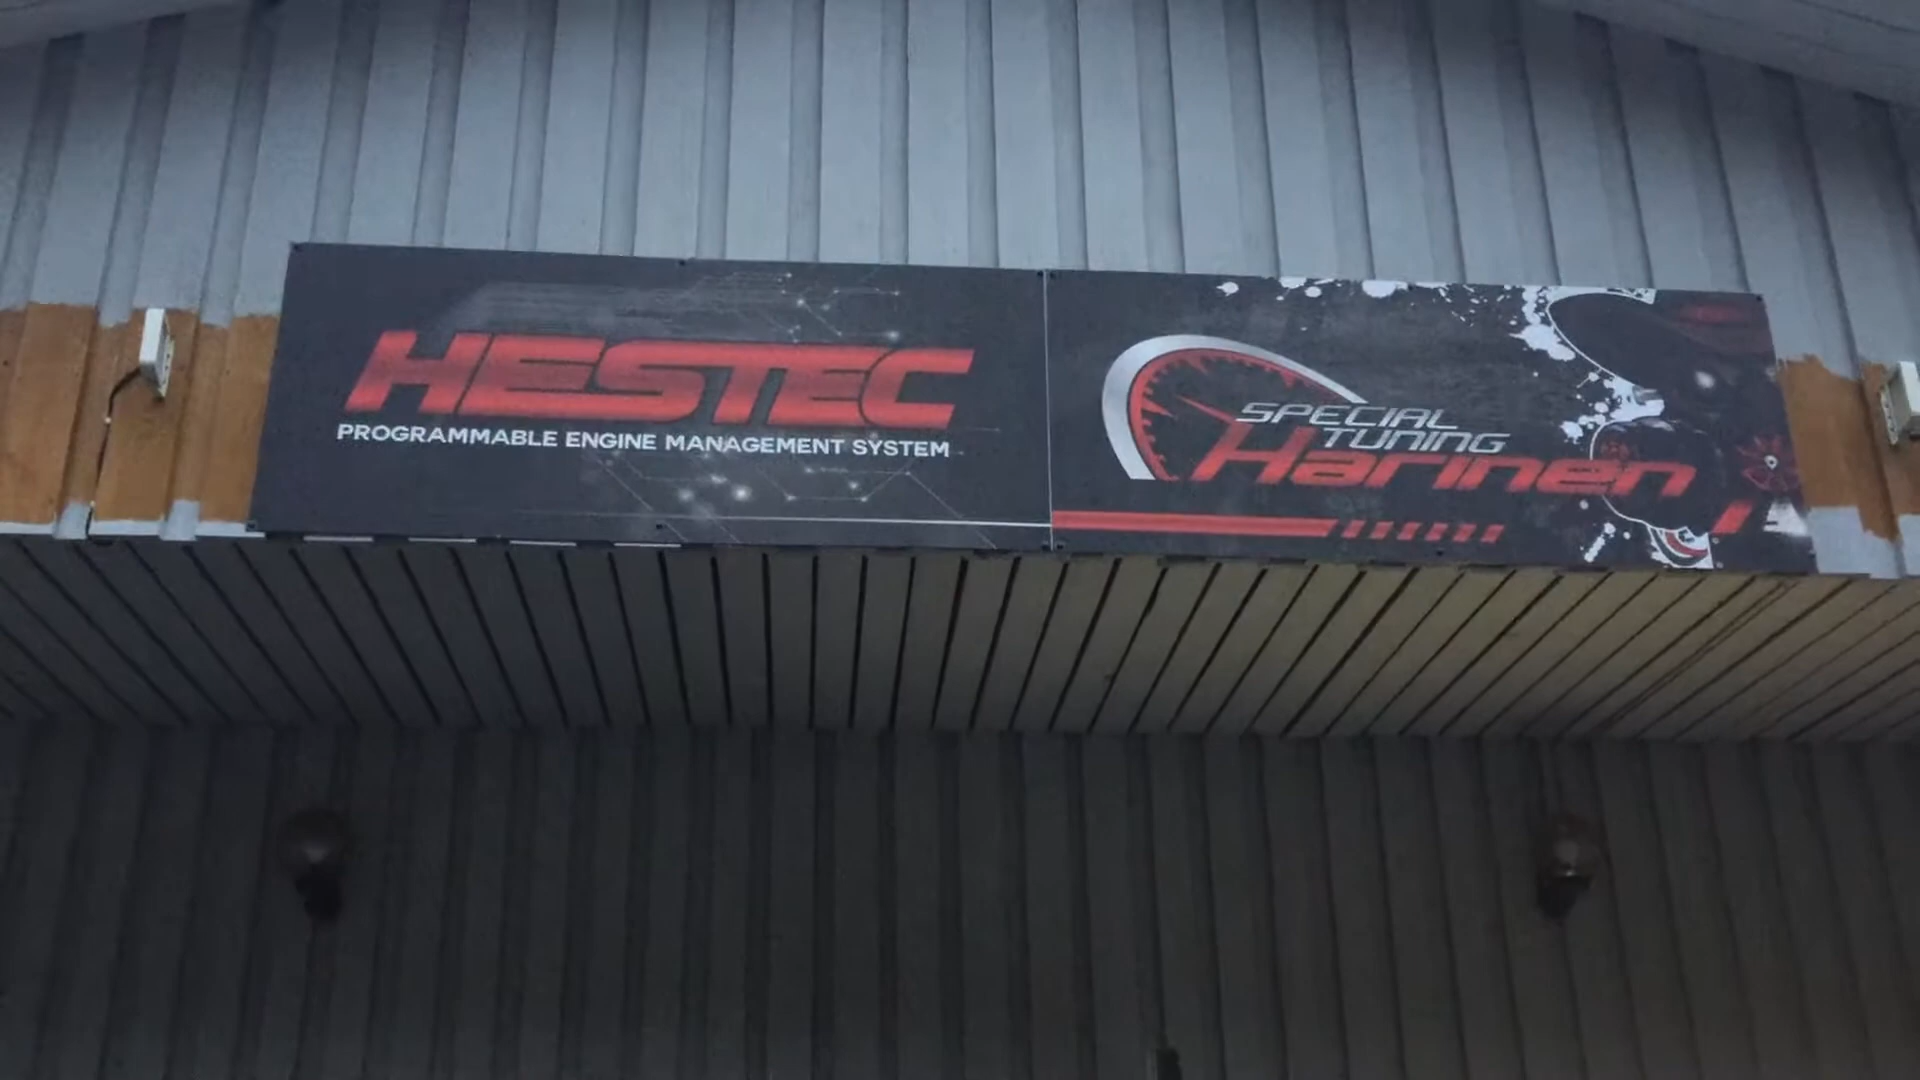 HESTEC
PROGRAMMABLE ENGINE MANAGEMENT SYSTEM
SPECIAL
TUNING
Harinen